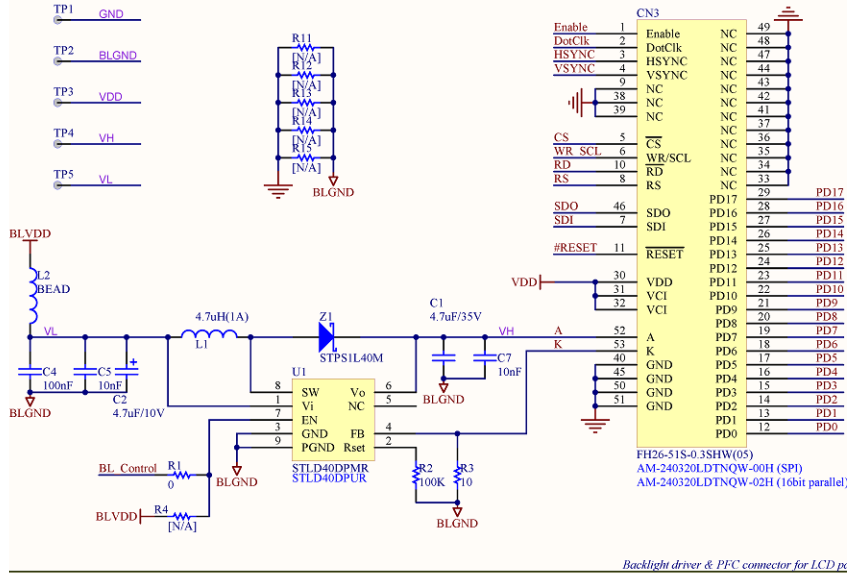 TP1 GND
TP2 BLGND
TP3 VDD
TP4 VH
TP5 VL
R11
[N/A]
R12
[N/A]
R13
[N/A]
R14
[N/A]
R15
[N/A]
BLGND
BLVDD
L2
BEAD
VL
4.7uH(1A)
L1
Z1
STPS1L40M
C1
4.7uF/35V
VH
C4
100nF
C5
10nF
C2
4.7uF/10V
BLGND
C7
10nF
BLGND
U1
8 SW Vo 6
1 Vi NC 5
7 EN
3 GND FB 4
9 PGND Rset 2
STLD40DPMR
STLD40DPUR
BLGND
BL_Control R1
0
BLVDD R4
[N/A]
R2
100K
R3
10
BLGND
CN3
Enable 1 Enable NC 49
DotClk 2 DotClk NC 48
HSYNC 3 HSYNC NC 47
VSYNC 4 VSYNC NC 44
9 NC NC 43
38 NC NC 42
39 NC NC 41
NC 37
CS 5 CS NC 36
WR_SCL 6 WR/SCL NC 35
RD 10 RD NC 34
RS 8 RS NC 33
PD17 29 PD17
SDO 46 SDO PD16 28 PD16
SDI 7 SDI PD15 27 PD15
PD14 26 PD14
#RESET 11 RESET PD13 25 PD13
PD12 24 PD12
VDD 30 VDD PD11 23 PD11
31 VCI PD10 22 PD10
32 VCI PD9 21 PD9
PD8 20 PD8
A 52 A PD7 19 PD7
K 53 K PD6 18 PD6
40 GND PD5 17 PD5
45 GND PD4 16 PD4
50 GND PD3 15 PD3
51 GND PD2 14 PD2
PD1 13 PD1
PD0 12 PD0
FH26-51S-0.3SHW(05)
AM-240320LDTNQW-00H (SPI)
AM-240320LDTNQW-02H (16bit parallel)
Backlight driver & PFC connector for LCD